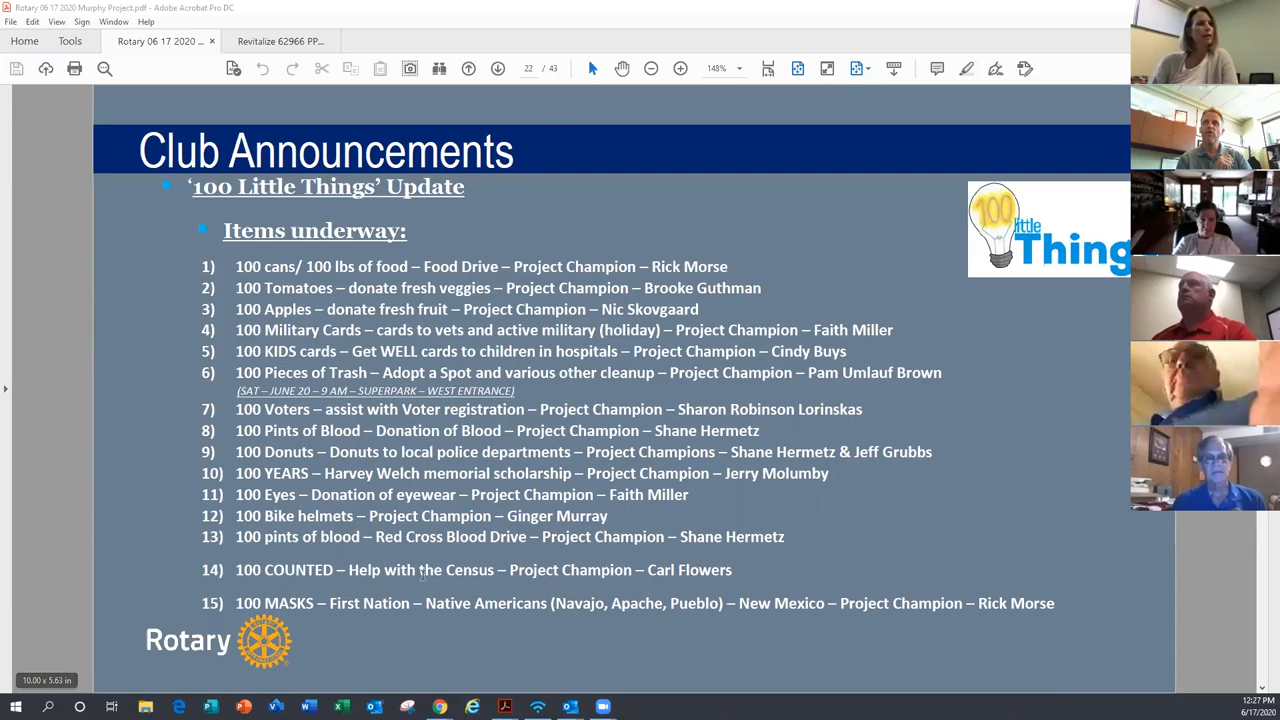 Rotary 06 17 2020 Murphy Project.pdf - Adobe Acrobat Pro DC
File Edit View Sign Window Help
Home Tools Rotary 06 17 2020 ... × Revitalize 62966 PP...
22 / 43 148%
Club Announcements
‘100 Little Things’ Update
100 little Thing
Items underway:
1) 100 cans/ 100 lbs of food – Food Drive – Project Champion – Rick Morse
2) 100 Tomatoes – donate fresh veggies – Project Champion – Brooke Guthman
3) 100 Apples – donate fresh fruit – Project Champion – Nic Skovgaard
4) 100 Military Cards – cards to vets and active military (holiday) – Project Champion – Faith Miller
5) 100 KIDS cards – Get WELL cards to children in hospitals – Project Champion – Cindy Buys
6) 100 Pieces of Trash – Adopt a Spot and various other cleanup – Project Champion – Pam Umlauf Brown
(SAT – JUNE 20 – 9 AM – SUPERPARK – WEST ENTRANCE)
7) 100 Voters – assist with Voter registration – Project Champion – Sharon Robinson Lorinskas
8) 100 Pints of Blood – Donation of Blood – Project Champion – Shane Hermetz
9) 100 Donuts – Donuts to local police departments – Project Champions – Shane Hermetz & Jeff Grubbs
10) 100 YEARS – Harvey Welch memorial scholarship – Project Champion – Jerry Molumby
11) 100 Eyes – Donation of eyewear – Project Champion – Faith Miller
12) 100 Bike helmets – Project Champion – Ginger Murray
13) 100 pints of blood – Red Cross Blood Drive – Project Champion – Shane Hermetz
14) 100 COUNTED – Help with the Census – Project Champion – Carl Flowers
15) 100 MASKS – First Nation – Native Americans (Navajo, Apache, Pueblo) – New Mexico – Project Champion – Rick Morse
Rotary
10.00 x 5.63 in
12:27 PM
6/17/2020